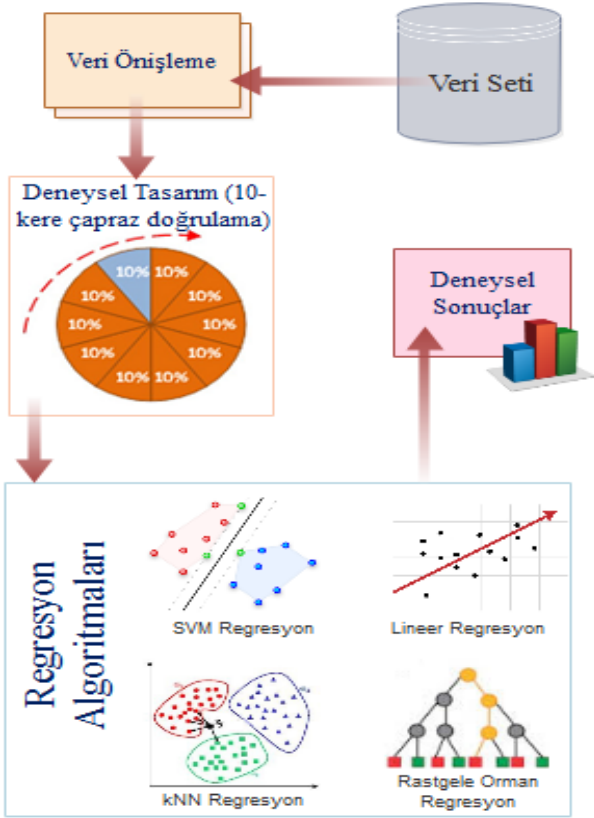 Veri Önişleme
Veri Seti
Deneysel Tasarım (10-
kere çapraz doğrulama)
10% 10%
10% 10%
10% 10%
10% 10%
10% 10%
Deneysel
Sonuçlar
Regresyon
Algoritmaları
SVM Regresyon
Lineer Regresyon
kNN Regresyon
Rastgele Orman
Regresyon